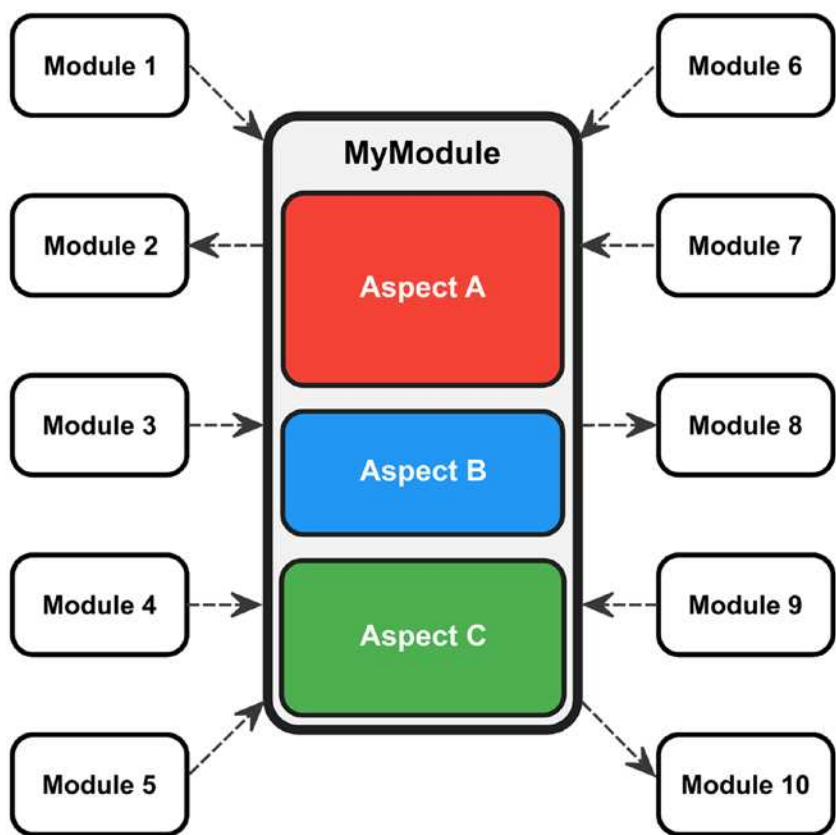 Module 1
Module 6
MyModule
Module 2
Module 7
Aspect A
Module 3
Module 8
Aspect B
Module 4
Module 9
Aspect C
Module 5
Module 10